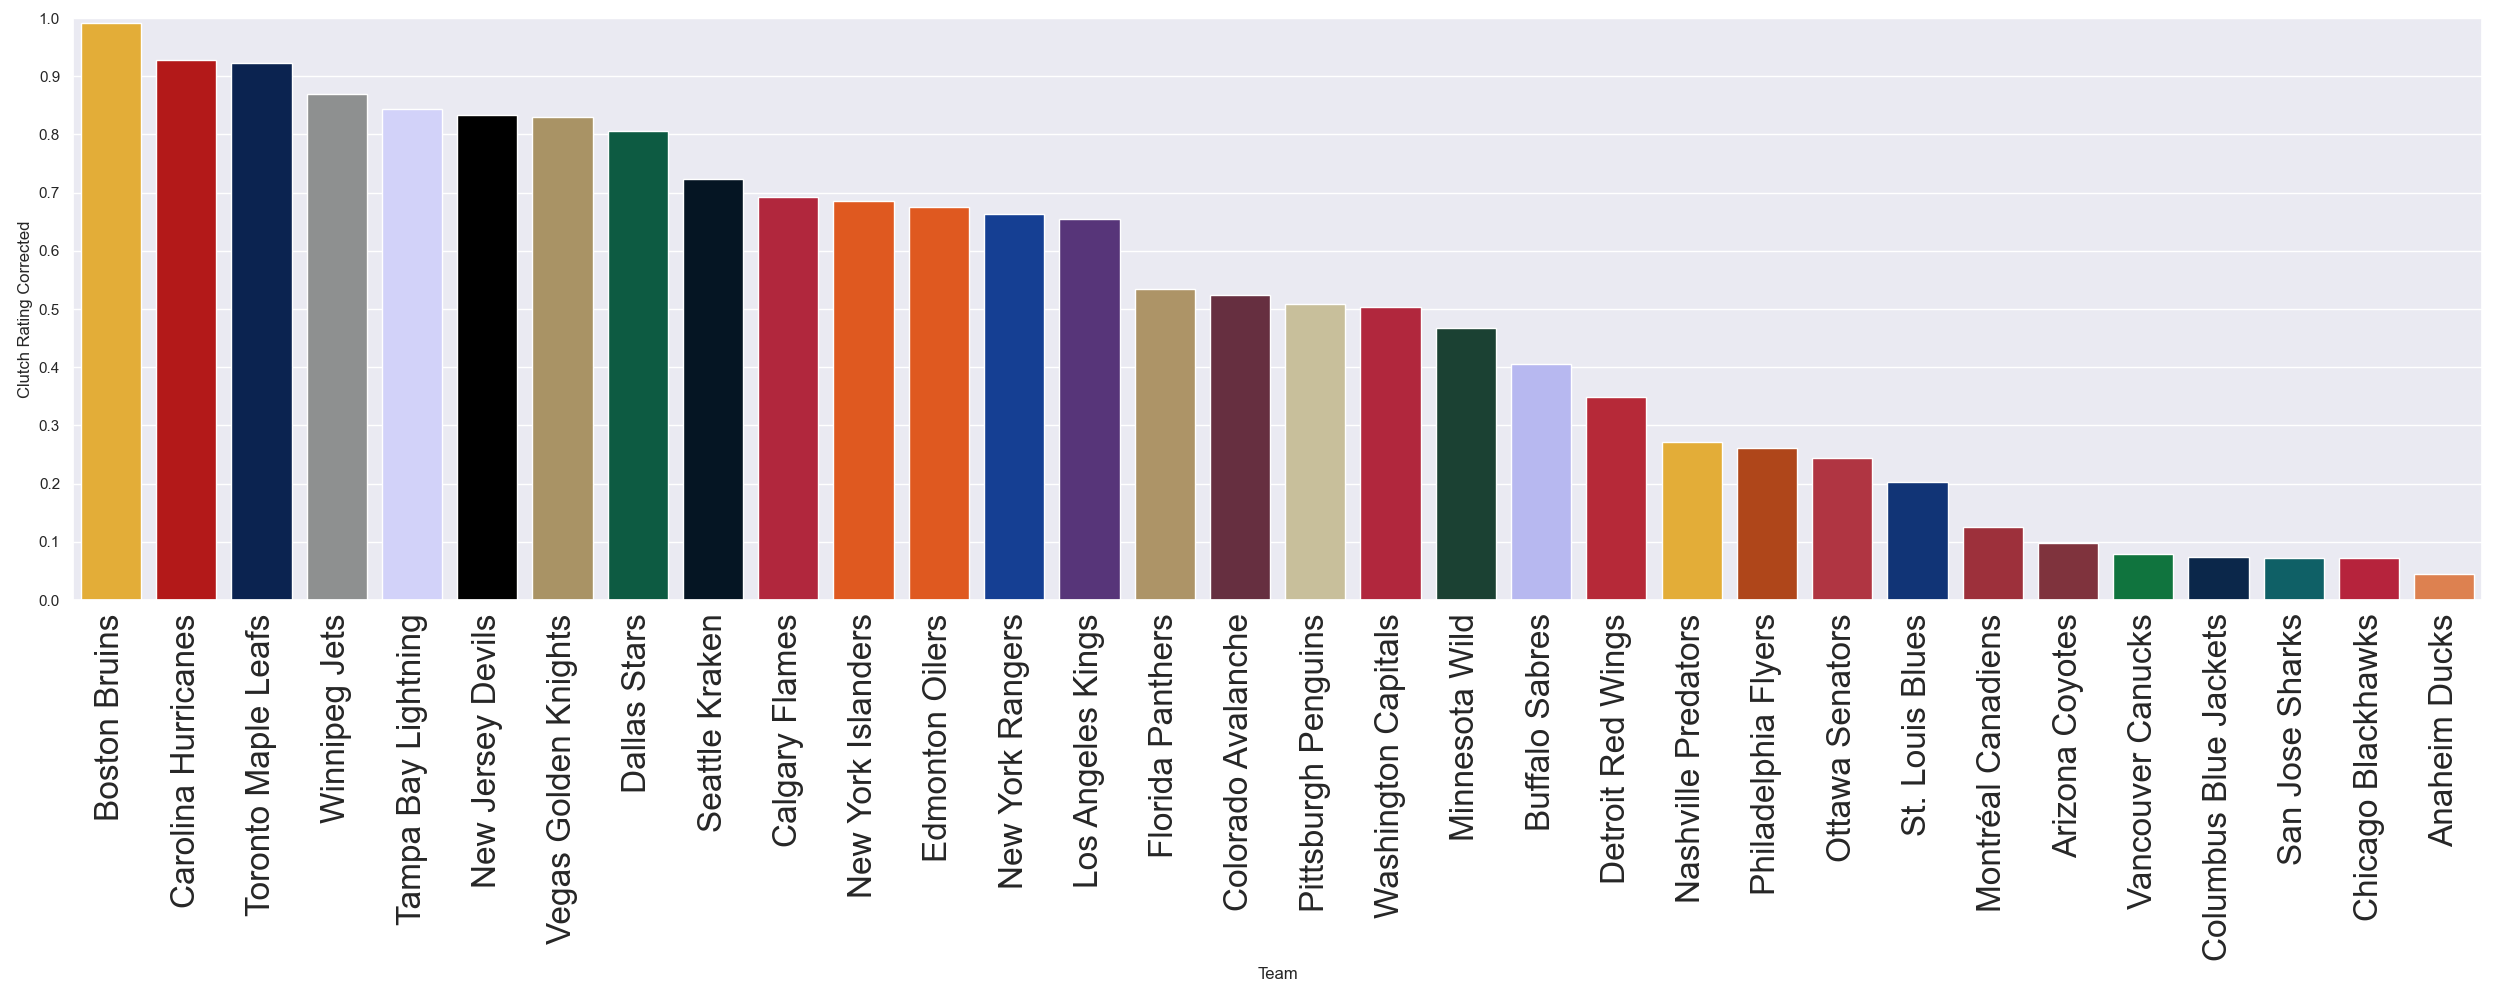 1.0
0.9
0.8
0.7
0.6
0.5
0.4
0.3
0.2
0.1
0.0
Clutch Rating Corrected
Boston Bruins
Carolina Hurricanes
Toronto Maple Leafs
Winnipeg Jets
Tampa Bay Lightning
New Jersey Devils
Vegas Golden Knights
Dallas Stars
Seattle Kraken
Calgary Flames
New York Islanders
Edmonton Oilers
New York Rangers
Los Angeles Kings
Florida Panthers
Colorado Avalanche
Pittsburgh Penguins
Washington Capitals
Minnesota Wild
Buffalo Sabres
Detroit Red Wings
Nashville Predators
Philadelphia Flyers
Ottawa Senators
St. Louis Blues
Montréal Canadiens
Arizona Coyotes
Vancouver Canucks
Columbus Blue Jackets
San Jose Sharks
Chicago Blackhawks
Anaheim Ducks
Team